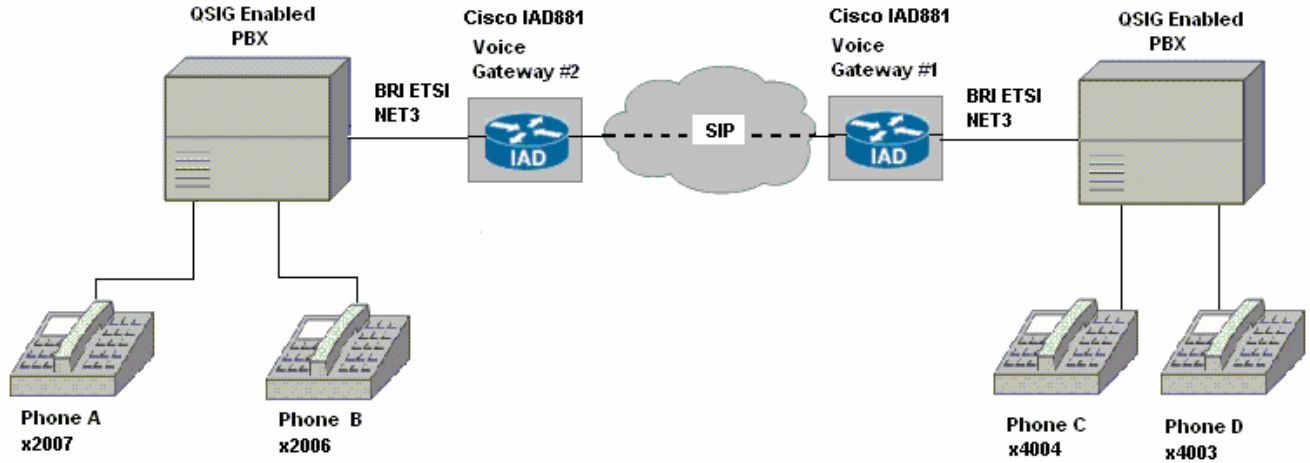 QSIG Enabled
PBX
Cisco IAD881
Voice
Gateway #2
BRI ETSI
NET3
IAD
SIP
Cisco IAD881
Voice
Gateway #1
IAD
BRI ETSI
NET3
QSIG Enabled
PBX
Phone A
x2007
Phone B
x2006
Phone C
x4004
Phone D
x4003